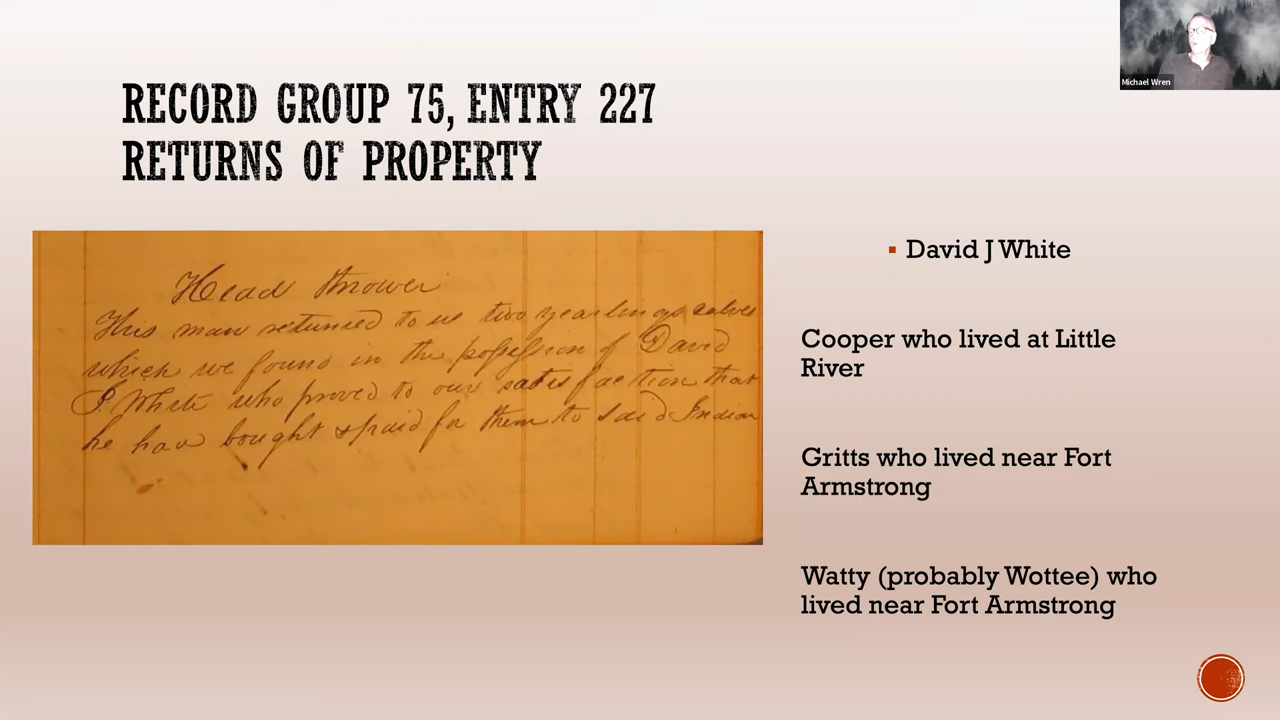 Michael Wren
RECORD GROUP 75, ENTRY 227
RETURNS OF PROPERTY
Head thrower
This man returned to us two yearlings calves
which we found in the possession of David
J. White who proved to our satisfaction that
he had bought & paid for them to said Indian
David J White
Cooper who lived at Little
River
Gritts who lived near Fort
Armstrong
Watty (probably Wottee) who
lived near Fort Armstrong